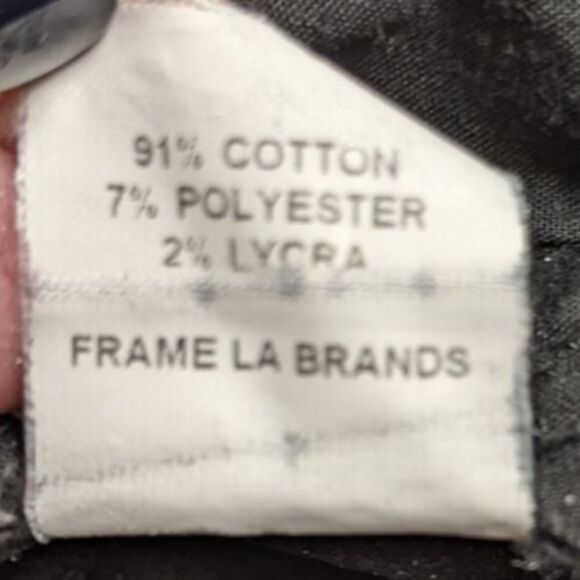 91% COTTON
7% POLYESTER
2% LYCRA
FRAME LA BRANDS